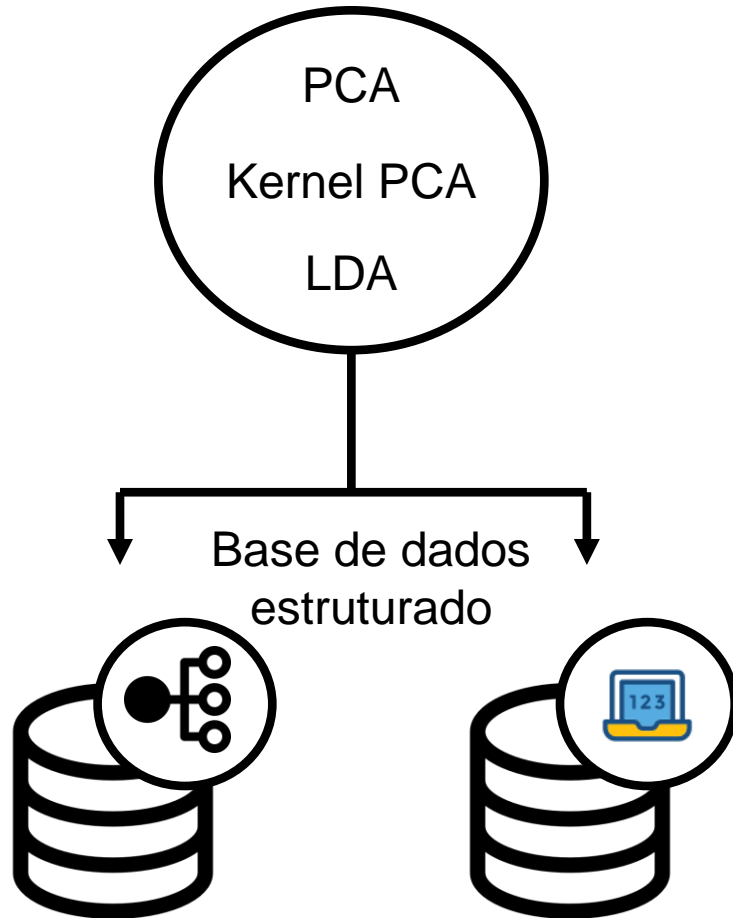 PCA
Kernel PCA
LDA
Base de dados
estruturado
123